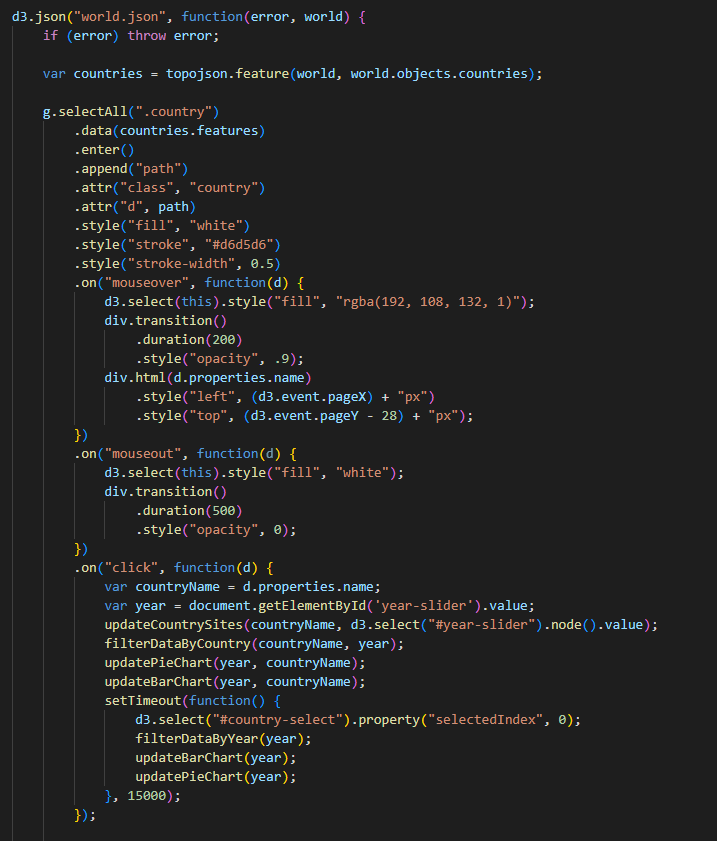 d3.json("world.json", function(error, world) {
    if (error) throw error;

    var countries = topojson.feature(world, world.objects.countries);

    g.selectAll(".country")
        .data(countries.features)
        .enter()
        .append("path")
        .attr("class", "country")
        .attr("d", path)
        .style("fill", "white")
        .style("stroke", "#d6d5d6")
        .style("stroke-width", 0.5)
        .on("mouseover", function(d) {
            d3.select(this).style("fill", "rgba(192, 108, 132, 1)");
            div.transition()
                .duration(200)
                .style("opacity", .9);
            div.html(d.properties.name)
                .style("left", (d3.event.pageX) + "px")
                .style("top", (d3.event.pageY - 28) + "px");
        })
        .on("mouseout", function(d) {
            d3.select(this).style("fill", "white");
            div.transition()
                .duration(500)
                .style("opacity", 0);
        })
        .on("click", function(d) {
            var countryName = d.properties.name;
            var year = document.getElementById('year-slider').value;
            updateCountrySites(countryName, d3.select("#year-slider").node().value);
            filterDataByCountry(countryName, year);
            updatePieChart(year, countryName);
            updateBarChart(year, countryName);
            setTimeout(function() {
                d3.select("#country-select").property("selectedIndex", 0);
                filterDataByYear(year);
                updateBarChart(year);
                updatePieChart(year);
            }, 15000);
        });